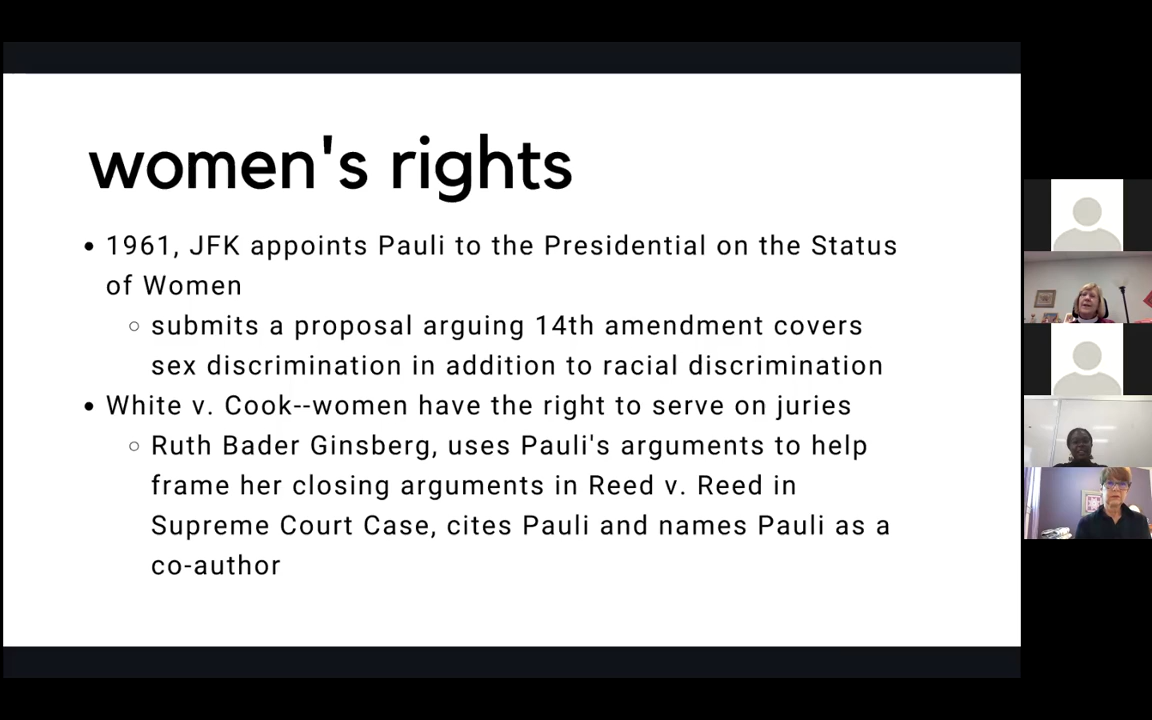 women's rights
• 1961, JFK appoints Pauli to the Presidential on the Status
of Women
○ submits a proposal arguing 14th amendment covers
sex discrimination in addition to racial discrimination
• White v. Cook--women have the right to serve on juries
○ Ruth Bader Ginsberg, uses Pauli's arguments to help
frame her closing arguments in Reed v. Reed in
Supreme Court Case, cites Pauli and names Pauli as a
co-author